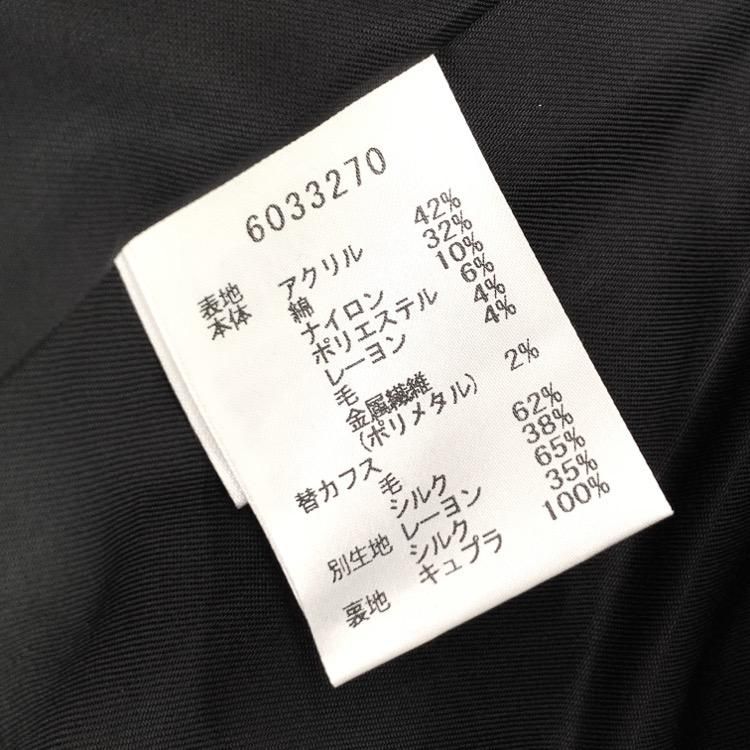 6033270
表地 アクリル 42%
本体 綿 32%
ナイロン 10%
ポリエステル 6%
レーヨン 4%
毛 4%
金属繊維
(ポリメタル) 2%
替カフス
毛 62%
シルク 38%
別生地 レーヨン 65%
シルク 35%
裏地 キュプラ 100%